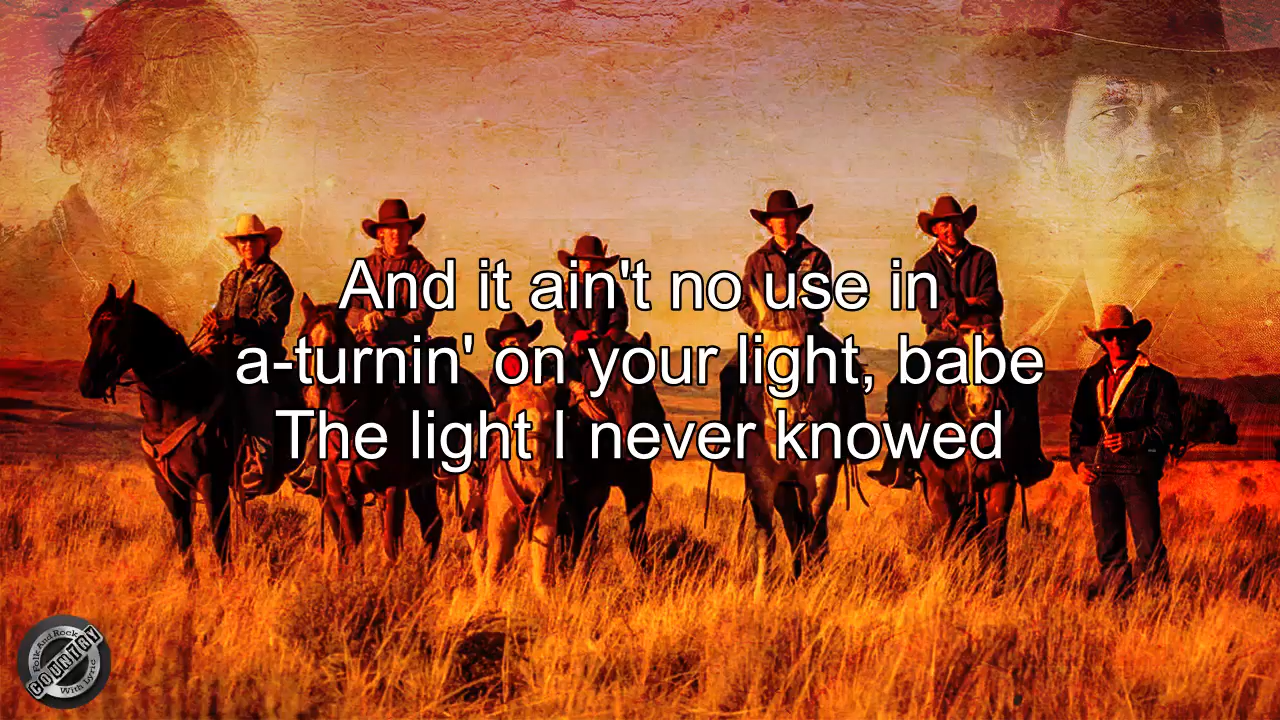 And it ain't no use in
a-turnin' on your light, babe
The light I never knowed
Folk And Rock
COUNTRY
With Lyric